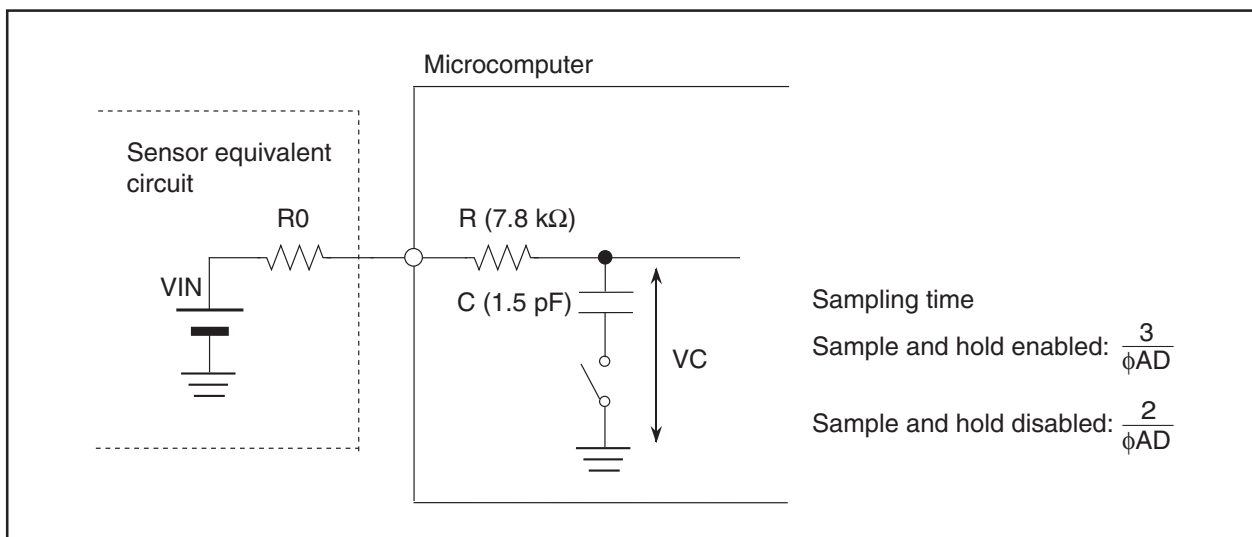 Microcomputer
Sensor equivalent
circuit
R0
R (7.8 kΩ)
VIN
C (1.5 pF)
VC
Sampling time
Sample and hold enabled: 3/ϕAD
Sample and hold disabled: 2/ϕAD